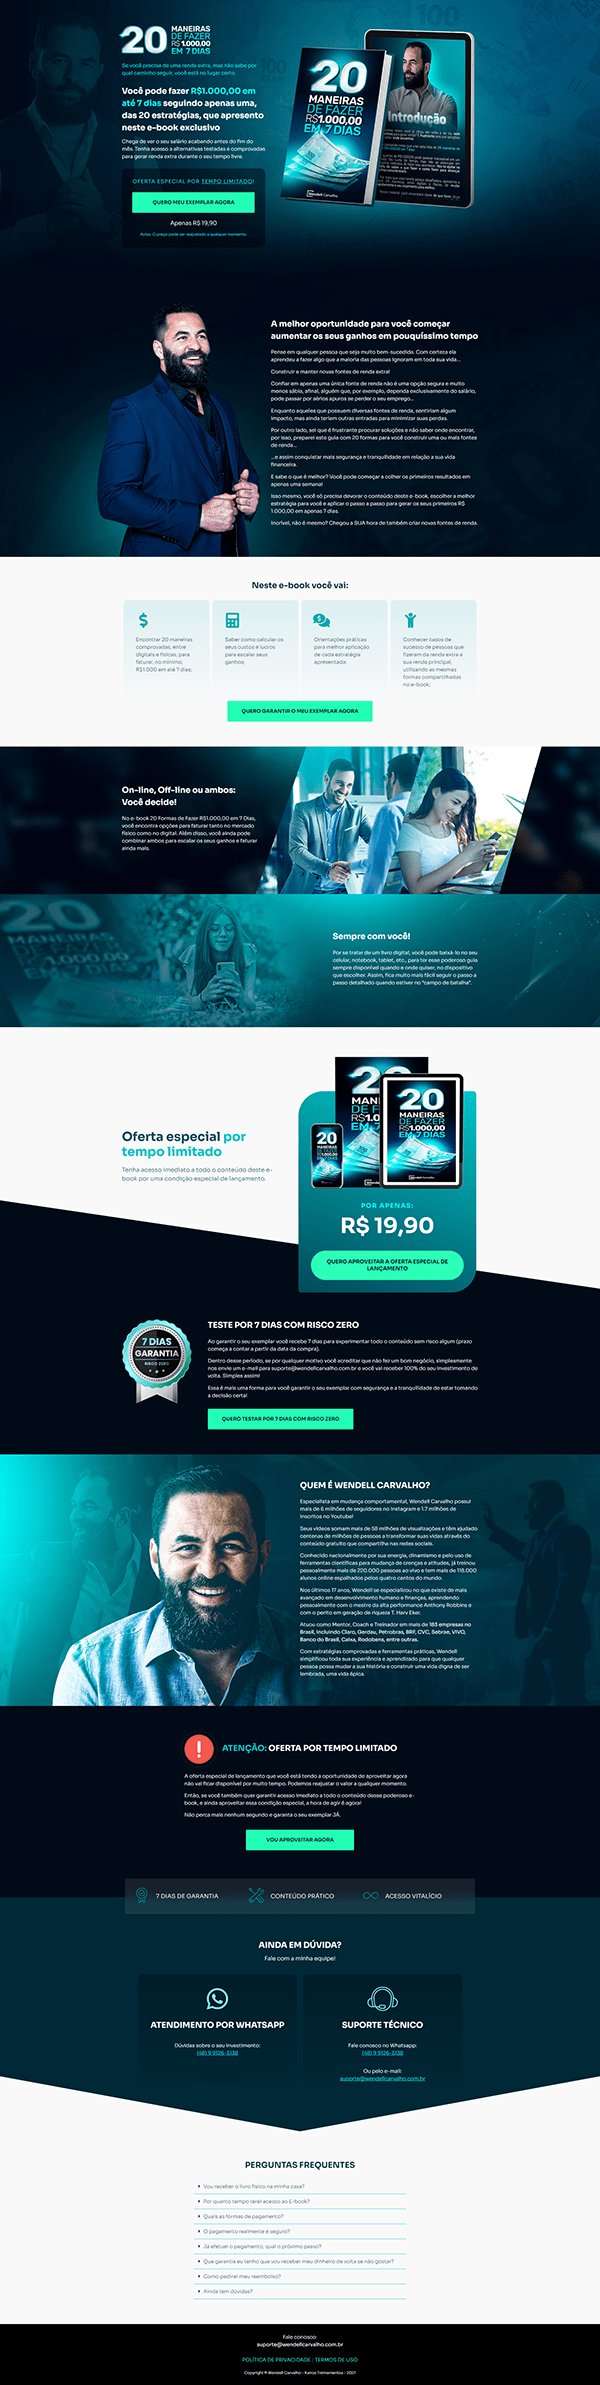 20 MANEIRAS
DE FAZER
R$ 1.000,00
EM 7 DIAS
Se você precisa de uma renda extra, mas não sabe por
qual caminho seguir, você está no lugar certo.
Você pode fazer R$1.000,00 em
até 7 dias seguindo apenas uma,
das 20 estratégias, que apresento
neste e-book exclusivo
Chega de ver o seu salário acabando antes do fim do
mês. Tenha acesso a alternativas testadas e comprovadas
para gerar renda extra durante o seu tempo livre.
OFERTA ESPECIAL POR TEMPO LIMITADO!
QUERO MEU EXEMPLAR AGORA
Apenas R$ 19,90
Aviso: O preço pode ser reajustado a qualquer momento.
20
MANEIRAS
DE FAZER
R$1.000,00
EM 7 DIAS
Wendell Carvalho
Introdução
A melhor oportunidade para você começar
aumentar os seus ganhos em pouquíssimo tempo
Pense em qualquer pessoa que seja muito bem-sucedida. Com certeza ela
aprendeu a fazer algo que a maioria das pessoas ignoram em toda sua vida...
Construir e manter novas fontes de renda extra!
Confiar em apenas uma única fonte de renda não é uma opção segura e muito
menos sábia, afinal, alguém que, por exemplo, dependa exclusivamente do salário,
pode passar por sérios apuros se perder o seu emprego...
Enquanto aqueles que possuem diversas fontes de renda, sentiriam algum
impacto, mas ainda teriam outras entradas para minimizar suas perdas.
Por outro lado, sei que é frustrante procurar soluções e não saber onde encontrar,
por isso, preparei este guia com 20 formas para você construir uma ou mais fontes
de renda...
...e assim conquistar mais segurança e tranquilidade em relação a sua vida
financeira.
E sabe o que é melhor? Você pode começar a colher os primeiros resultados em
apenas uma semana!
Isso mesmo, você só precisa devorar o conteúdo deste e-book, escolher a melhor
estratégia para você e aplicar o passo a passo para gerar os seus primeiros R$
1.000,00 em apenas 7 dias.
Incrível, não é mesmo? Chegou a SUA hora de também criar novas fontes de renda.
Neste e-book você vai:
Encontrar 20 maneiras
comprovadas, entre
digitais e físicas, para
faturar, no mínimo,
R$1.000 em até 7 dias;
Saber como calcular os
seus custos e lucros
para escalar seus
ganhos;
Orientações práticas
para melhor aplicação
de cada estratégia
apresentada;
Conhecer casos de
sucesso de pessoas que
fizeram da renda extra a
sua renda principal,
utilizando as mesmas
formas compartilhadas
no e-book;
QUERO GARANTIR O MEU EXEMPLAR AGORA
On-line, Off-line ou ambos:
Você decide!
No e-book 20 Formas de Fazer R$1.000,00 em 7 Dias,
você encontra opções para faturar tanto no mercado
físico como no digital. Além disso, você ainda pode
combinar ambos para escalar os seus ganhos e faturar
ainda mais.
20
MANEIRAS
Sempre com você!
Por se tratar de um livro digital, você pode baixá-lo no seu
celular, notebook, tablet, etc., para ter esse poderoso guia
sempre disponível quando e onde quiser, no dispositivo
que escolher. Assim, fica muito mais fácil seguir o passo a
passo detalhado quando estiver no "campo de batalha".
Oferta especial por
tempo limitado
Tenha acesso imediato a todo o conteúdo deste e-
book por uma condição especial de lançamento.
20
MANEIRAS
DE FAZER
R$1.000,00
EM 7 DIAS
POR APENAS:
R$ 19,90
QUERO APROVEITAR A OFERTA ESPECIAL DE
LANÇAMENTO
7 DIAS
GARANTIA
RISCO ZERO
TESTE POR 7 DIAS COM RISCO ZERO
Ao garantir o seu exemplar você recebe 7 dias para experimentar todo o conteúdo sem risco algum (prazo
começa a contar a partir da data da compra).
Dentro desse período, se por qualquer motivo você acreditar que não fez um bom negócio, simplesmente
nos envie um e-mail para suporte@wendellcarvalho.com.br e você vai receber 100% do seu investimento de
volta. Simples assim!
Essa é mais uma forma para você garantir o seu exemplar com segurança e a tranquilidade de estar tomando
a decisão certa!
QUERO TESTAR POR 7 DIAS COM RISCO ZERO
QUEM É WENDELL CARVALHO?
Especialista em mudança comportamental, Wendell Carvalho possui
mais de 6 milhões de seguidores no Instagram e 1.7 milhões de
Inscritos no Youtube!
Seus vídeos somam mais de 58 milhões de visualizações e têm ajudado
centenas de milhões de pessoas a transformar suas vidas através do
conteúdo gratuito que compartilha nas redes sociais.
Conhecido nacionalmente por sua energia, dinamismo e pelo uso de
ferramentas científicas para mudança de crenças e atitudes, já treinou
pessoalmente mais de 220.000 pessoas ao vivo e tem mais de 118.000
alunos online espalhados pelos quatro cantos do mundo.
Nos últimos 17 anos, Wendell se especializou no que existe de mais
avançado em desenvolvimento humano e finanças, aprendendo
pessoalmente com o mestre da alta performance Anthony Robbins e
com o perito em geração de riqueza T. Harv Eker.
Atuou como Mentor, Coach e Treinador em mais de 183 empresas no
Brasil, incluindo Claro, Gerdau, Petrobras, BRF, CVC, Sebrae, VIVO,
Banco do Brasil, Caixa, Rodobens, entre outras.
Com estratégias comprovadas e ferramentas práticas, Wendell
simplificou toda sua experiência e aprendizado para que qualquer
pessoa possa mudar a sua história e construir uma vida digna de ser
lembrada, uma vida épica.
ATENÇÃO: OFERTA POR TEMPO LIMITADO
A oferta especial de lançamento que você está tendo a oportunidade de aproveitar agora
não vai ficar disponível por muito tempo. Podemos reajustar o valor a qualquer momento.
Então, se você também quer garantir acesso imediato a todo o conteúdo desse poderoso e-
book, e ainda aproveitar essa condição especial, a hora de agir é agora!
Não perca mais nenhum segundo e garanta o seu exemplar JÁ.
VOU APROVEITAR AGORA
7 DIAS DE GARANTIA
CONTEÚDO PRÁTICO
ACESSO VITALÍCIO
AINDA EM DÚVIDA?
Fale com a minha equipe!
ATENDIMENTO POR WHATSAPP
Dúvidas sobre o seu investimento:
(48) 9 9126-5138
SUPORTE TÉCNICO
Fale conosco no Whatsapp:
(48) 9 9126-5138
Ou pelo e-mail:
suporte@wendellcarvalho.com.br
PERGUNTAS FREQUENTES
Vou receber o livro físico na minha casa?
Por quanto tempo terei acesso ao E-book?
Quais as formas de pagamento?
O pagamento realmente é seguro?
Já efetuei o pagamento, qual o próximo passo?
Que garantia eu tenho que vou receber meu dinheiro de volta se não gostar?
Como pedirei meu reembolso?
Ainda tem dúvidas?
Fale conosco:
suporte@wendellcarvalho.com.br
POLÍTICA DE PRIVACIDADE | TERMOS DE USO
Copyright © Wendell Carvalho - Kairos Treinamentos - 2021